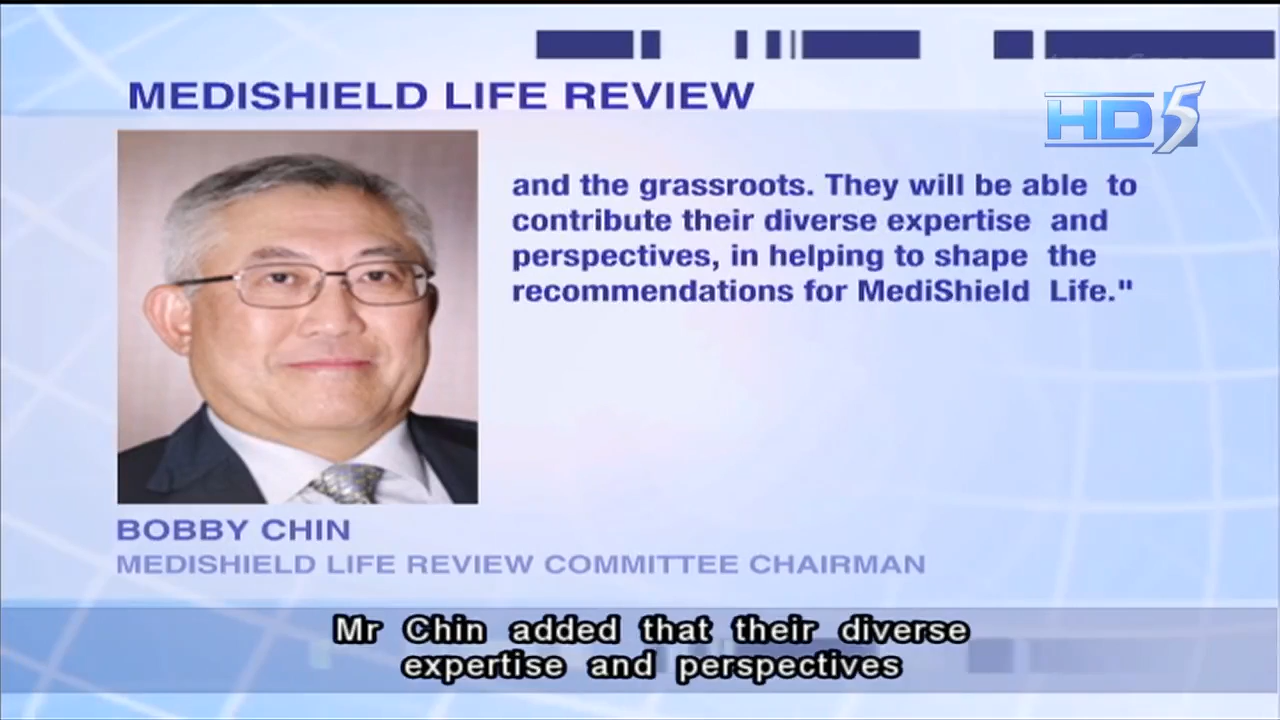 MEDISHIELD LIFE REVIEW
HD5
and the grassroots. They will be able to
contribute their diverse expertise and
perspectives, in helping to shape the
recommendations for MediShield Life."
BOBBY CHIN
MEDISHIELD LIFE REVIEW COMMITTEE CHAIRMAN
Mr Chin added that their diverse
expertise and perspectives